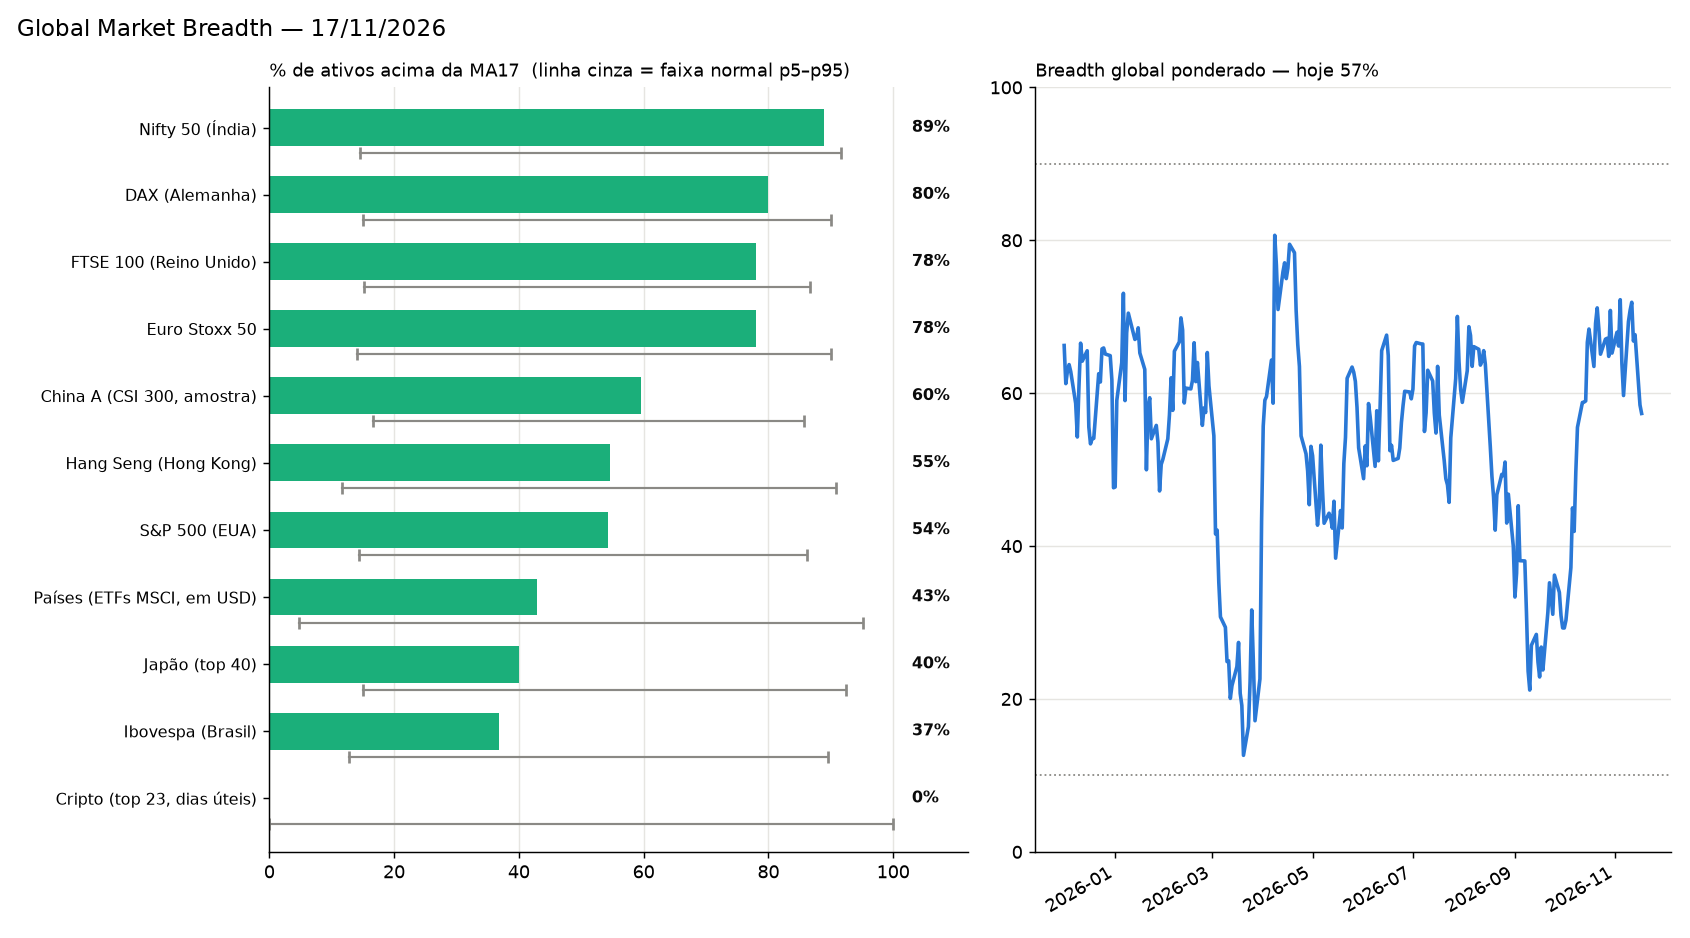 Global Market Breadth — 17/11/2026
% de ativos acima da MA17  (linha cinza = faixa normal p5–p95)
Nifty 50 (Índia) 89%
DAX (Alemanha) 80%
FTSE 100 (Reino Unido) 78%
Euro Stoxx 50 78%
China A (CSI 300, amostra) 60%
Hang Seng (Hong Kong) 55%
S&P 500 (EUA) 54%
Países (ETFs MSCI, em USD) 43%
Japão (top 40) 40%
Ibovespa (Brasil) 37%
Cripto (top 23, dias úteis) 0%
0 20 40 60 80 100
Breadth global ponderado — hoje 57%
100
80
60
40
20
0
2026-01 2026-03 2026-05 2026-07 2026-09 2026-11